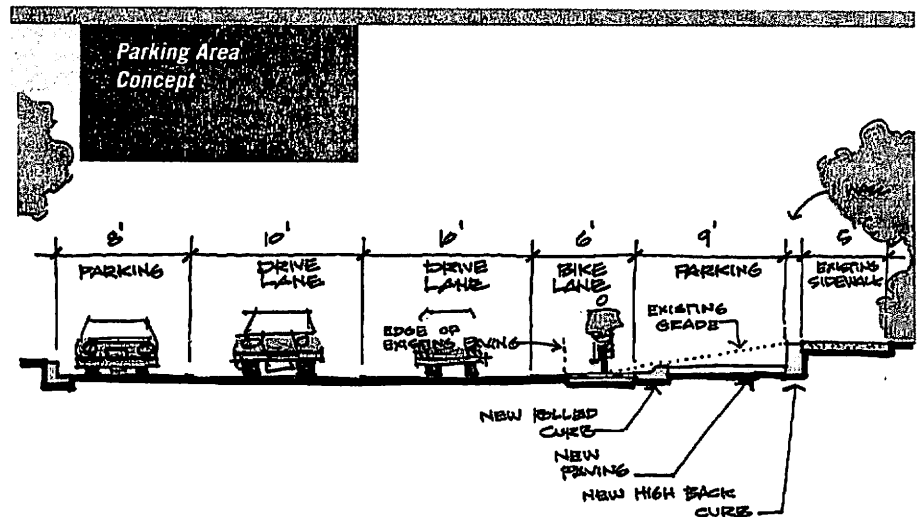 Parking Area
Concept
8' 10' 10' 6' 9' 5'
PARKING
DRIVE
LANE
DRIVE
LANE
BIKE
LANE
PARKING
EXISTING
SIDEWALK
EDGE OF
EXISTING PAVING
EXISTING
GRADE
NEW ROLLED
CURB
NEW
PAVING
NEW HIGH BACK
CURB